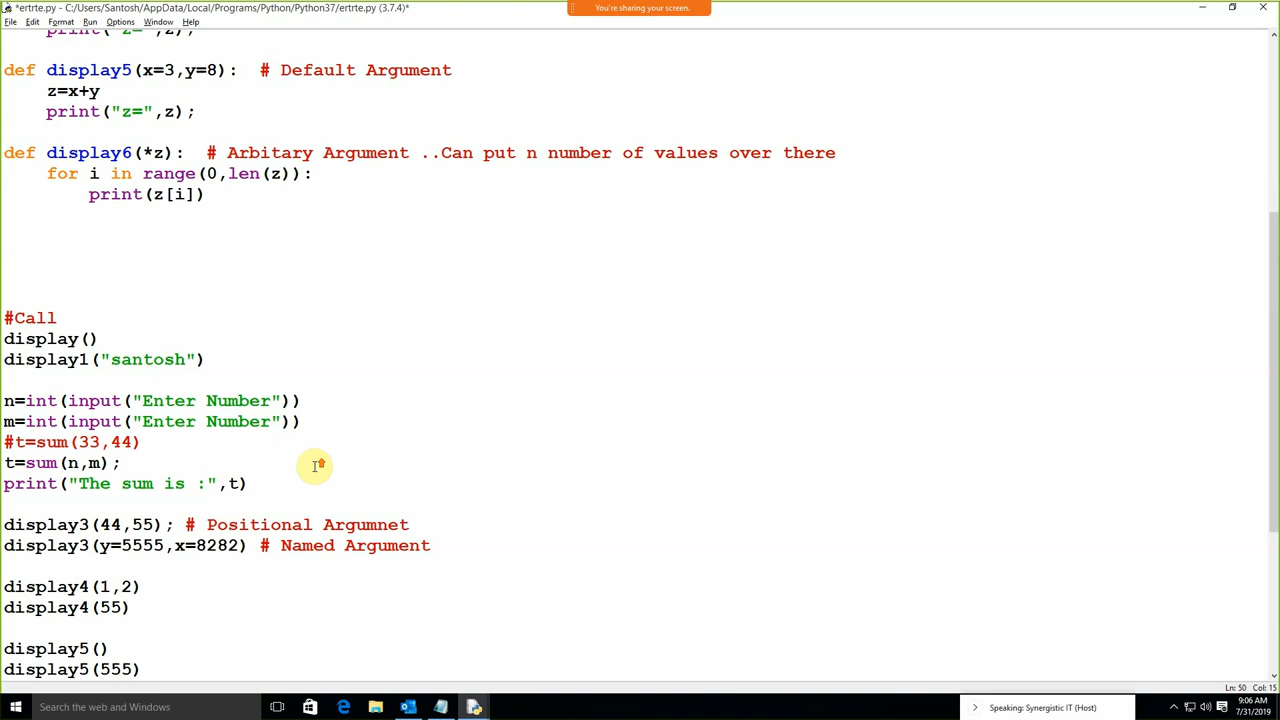 *ertrte.py - C:/Users/Santosh/AppData/Local/Programs/Python/Python37/ertrte.py (3.7.4)*
You're sharing your screen.
File Edit Format Run Options Window Help
print("z=",z);
def display5(x=3,y=8):  # Default Argument
    z=x+y
    print("z=",z);
def display6(*z):  # Arbitary Argument ..Can put n number of values over there
    for i in range(0,len(z)):
        print(z[i])
#Call
display()
display1("santosh")
n=int(input("Enter Number"))
m=int(input("Enter Number"))
#t=sum(33,44)
t=sum(n,m);
print("The sum is :",t)
display3(44,55); # Positional Argumnet
display3(y=5555,x=8282) # Named Argument
display4(1,2)
display4(55)
display5()
display5(555)
Ln: 50 Col: 15
Search the web and Windows
Speaking: Synergistic IT (Host)
9:06 AM
7/31/2019